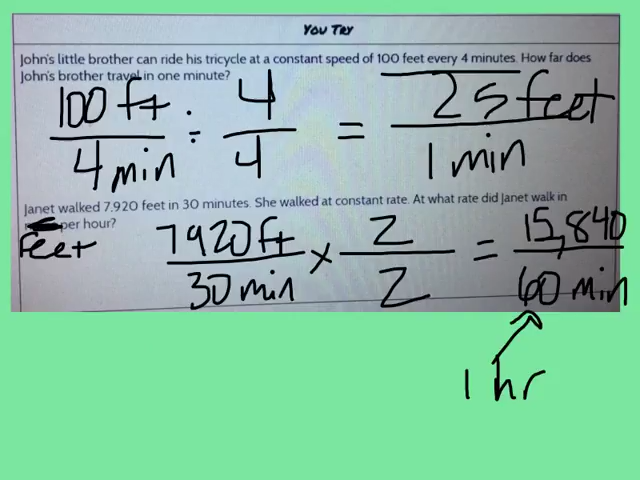 YOU TRY
John's little brother can ride his tricycle at a constant speed of 100 feet every 4 minutes. How far does
John's brother travel in one minute?
100 ft ÷ 4 = 25 feet
4 min 4 1 min
Janet walked 7,920 feet in 30 minutes. She walked at constant rate. At what rate did Janet walk in
per hour?
feet
7920 ft × 2 = 15,840
30 min 2 60 min
1 hr